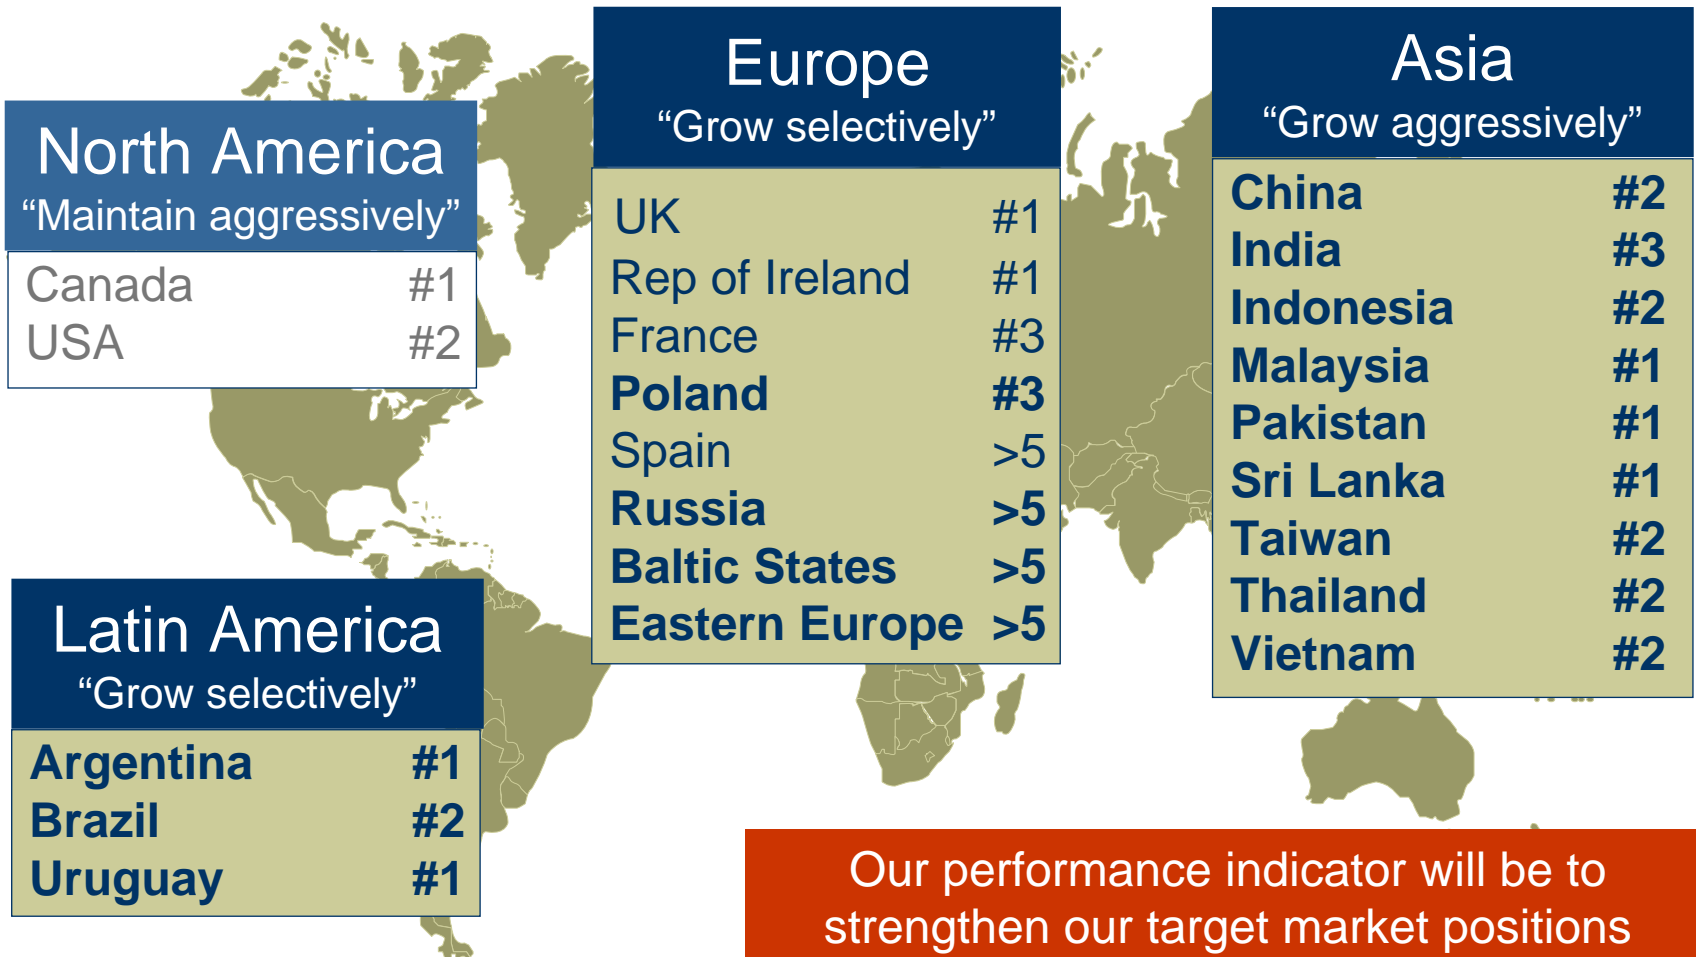 North America
“Maintain aggressively”
Canada #1
USA #2
Latin America
“Grow selectively”
Argentina #1
Brazil #2
Uruguay #1
Europe
“Grow selectively”
UK #1
Rep of Ireland #1
France #3
Poland #3
Spain >5
Russia >5
Baltic States >5
Eastern Europe >5
Asia
“Grow aggressively”
China #2
India #3
Indonesia #2
Malaysia #1
Pakistan #1
Sri Lanka #1
Taiwan #2
Thailand #2
Vietnam #2
Our performance indicator will be to
strengthen our target market positions